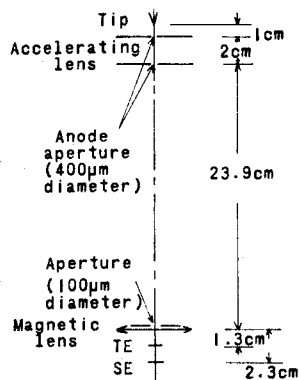 Tip
1cm
Accelerating
lens
2cm
Anode
aperture
(400μm
diameter)
23.9cm
Aperture
(100μm
diameter)
Magnetic
lens
1.3cm
TE
SE
2.3cm